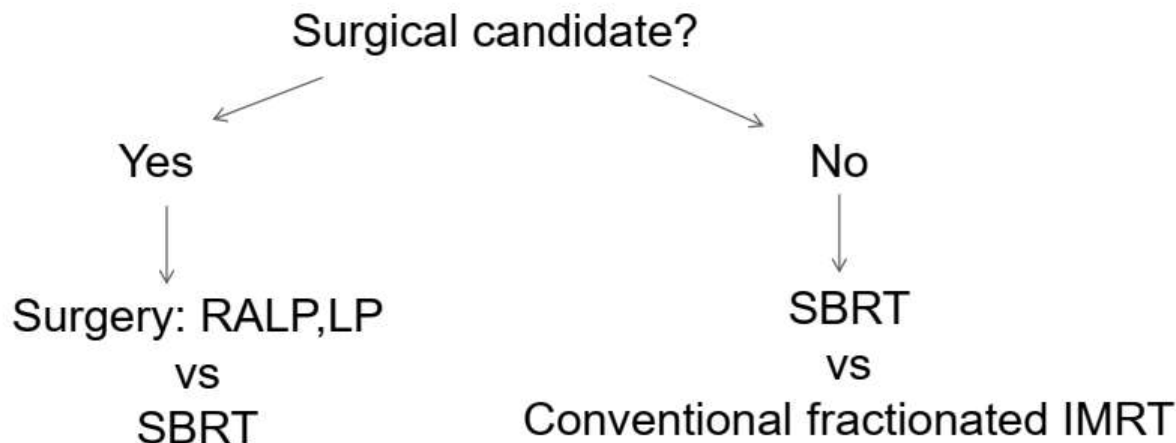 Surgical candidate?
Yes
No
Surgery: RALP,LP
vs
SBRT
SBRT
vs
Conventional fractionated IMRT